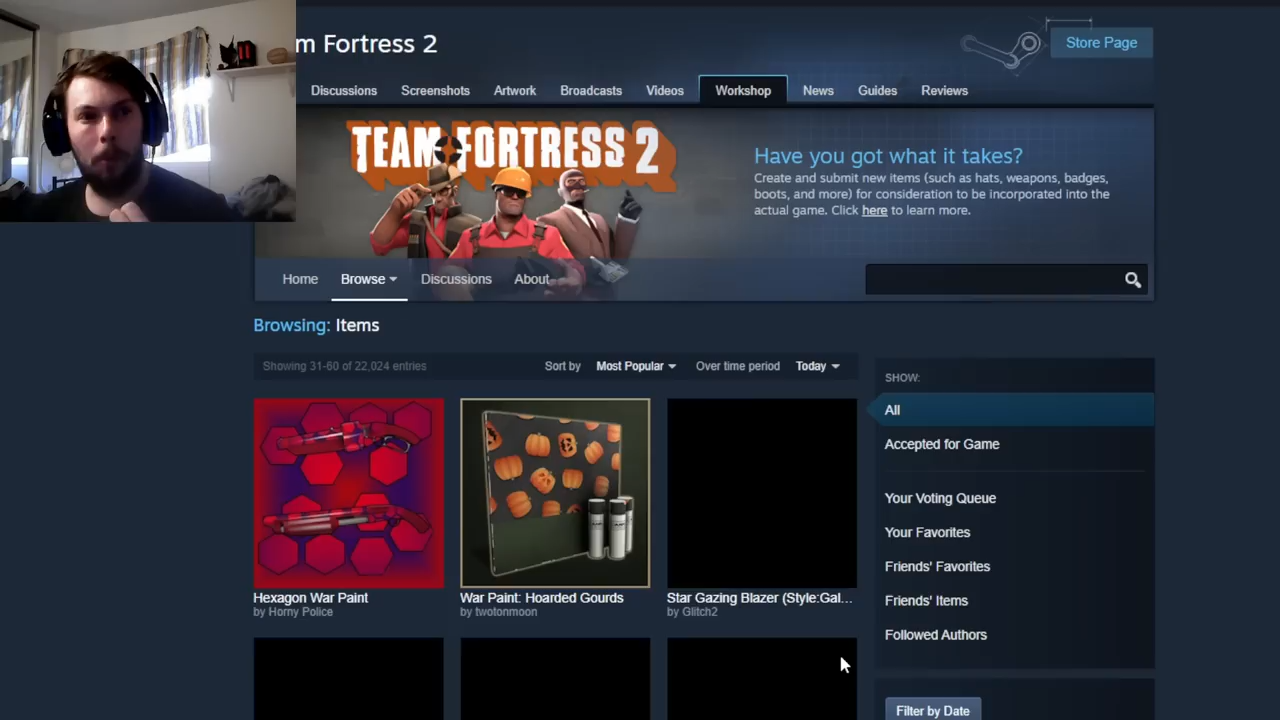 m Fortress 2
Store Page
Discussions Screenshots Artwork Broadcasts Videos Workshop News Guides Reviews
TEAM FORTRESS 2
Have you got what it takes?
Create and submit new items (such as hats, weapons, badges,
boots, and more) for consideration to be incorporated into the
actual game. Click here to learn more.
Home Browse Discussions About
Browsing: Items
Showing 31-60 of 22,024 entries Sort by Most Popular Over time period Today
SHOW:
All
Accepted for Game
Your Voting Queue
Your Favorites
Friends' Favorites
Friends' Items
Followed Authors
Filter by Date
Hexagon War Paint
by Horny Police
War Paint: Hoarded Gourds
by twotonmoon
Star Gazing Blazer (Style:Gal...
by Glitch2